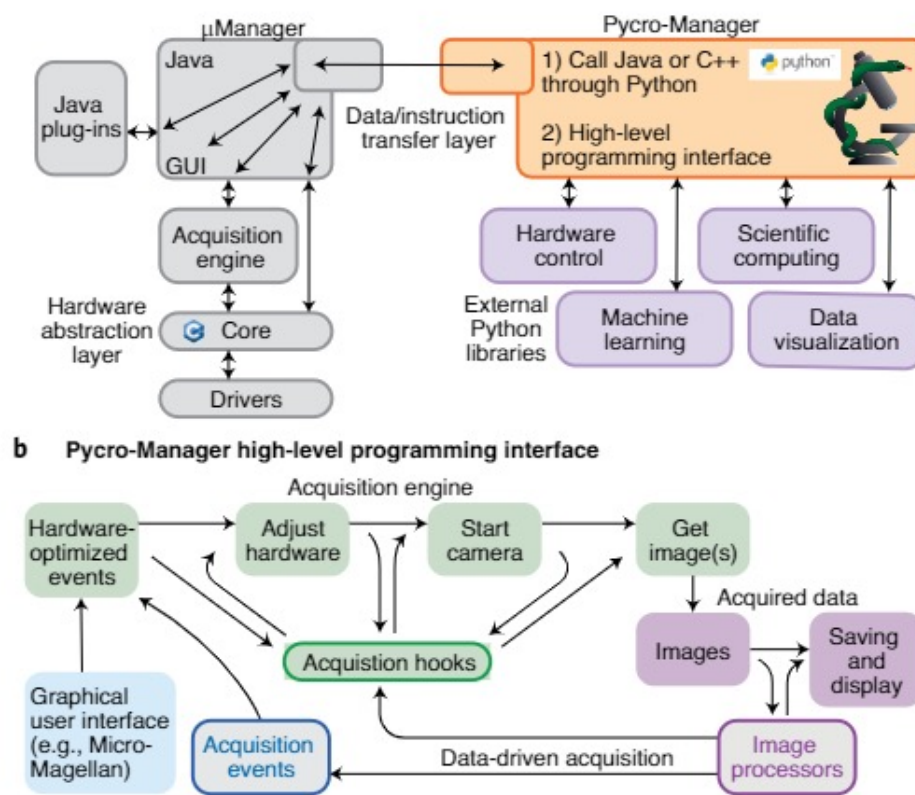 μManager
Pycro-Manager
Java
Java
plug-ins
GUI
Data/instruction
transfer layer
1) Call Java or C++
through Python
python
2) High-level
programming interface
Acquisition
engine
Hardware
abstraction
layer
C
Core
Drivers
Hardware
control
Scientific
computing
External
Python
libraries
Machine
learning
Data
visualization
b Pycro-Manager high-level programming interface
Acquisition engine
Hardware-
optimized
events
Adjust
hardware
Start
camera
Get
image(s)
Acquired data
Acquistion hooks
Images
Saving
and
display
Graphical
user interface
(e.g., Micro-
Magellan)
Acquisition
events
Data-driven acquisition
Image
processors